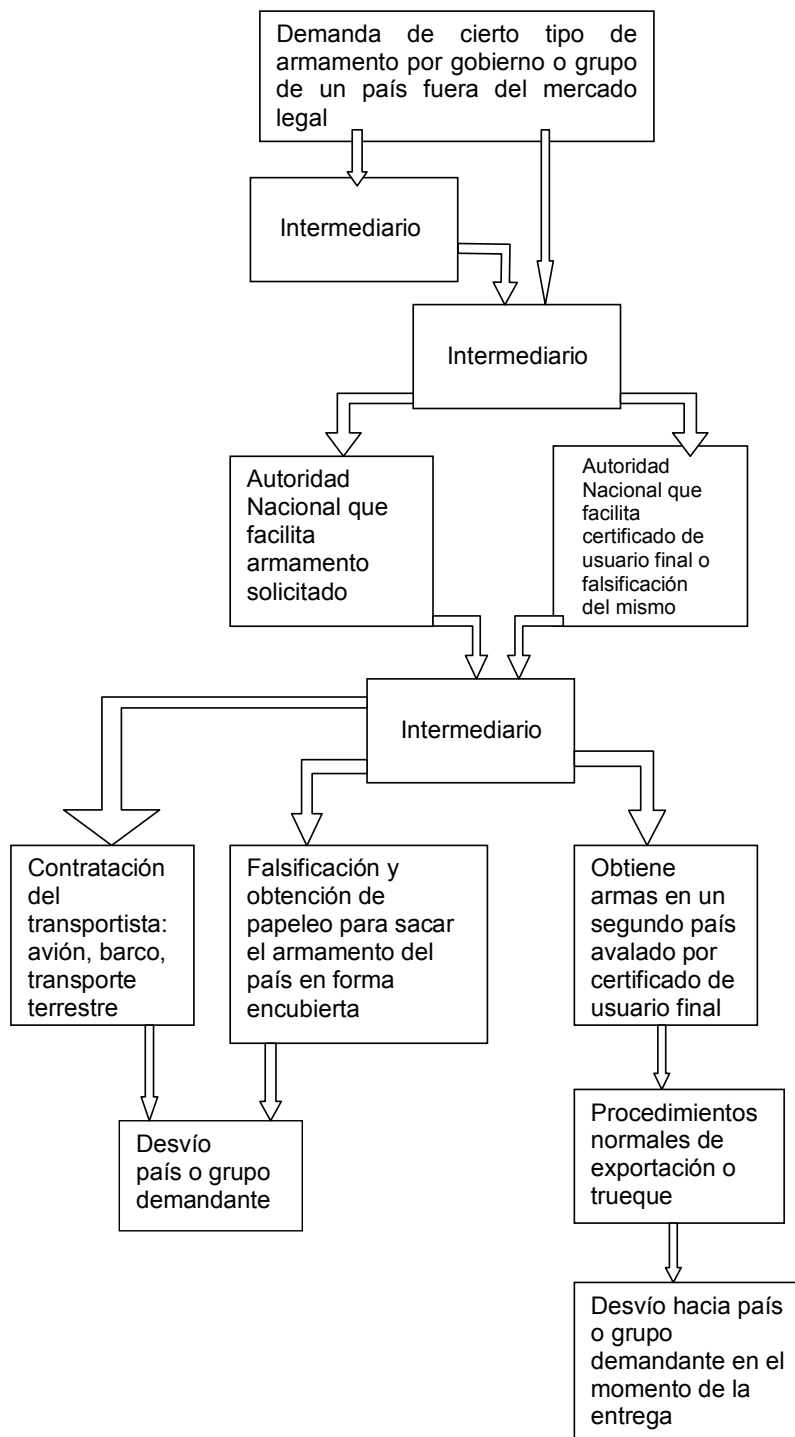 Demanda de cierto tipo de
armamento por gobierno o grupo
de un país fuera del mercado
legal
Intermediario
Intermediario
Autoridad
Nacional que
facilita
armamento
solicitado
Autoridad
Nacional que
facilita
certificado de
usuario final o
falsificación
del mismo
Intermediario
Contratación
del
transportista:
avión, barco,
transporte
terrestre
Falsificación y
obtención de
papeleo para sacar
el armamento del
país en forma
encubierta
Obtiene
armas en un
segundo país
avalado por
certificado de
usuario final
Desvío
país o grupo
demandante
Procedimientos
normales de
exportación o
trueque
Desvío hacia país
o grupo
demandante en el
momento de la
entrega